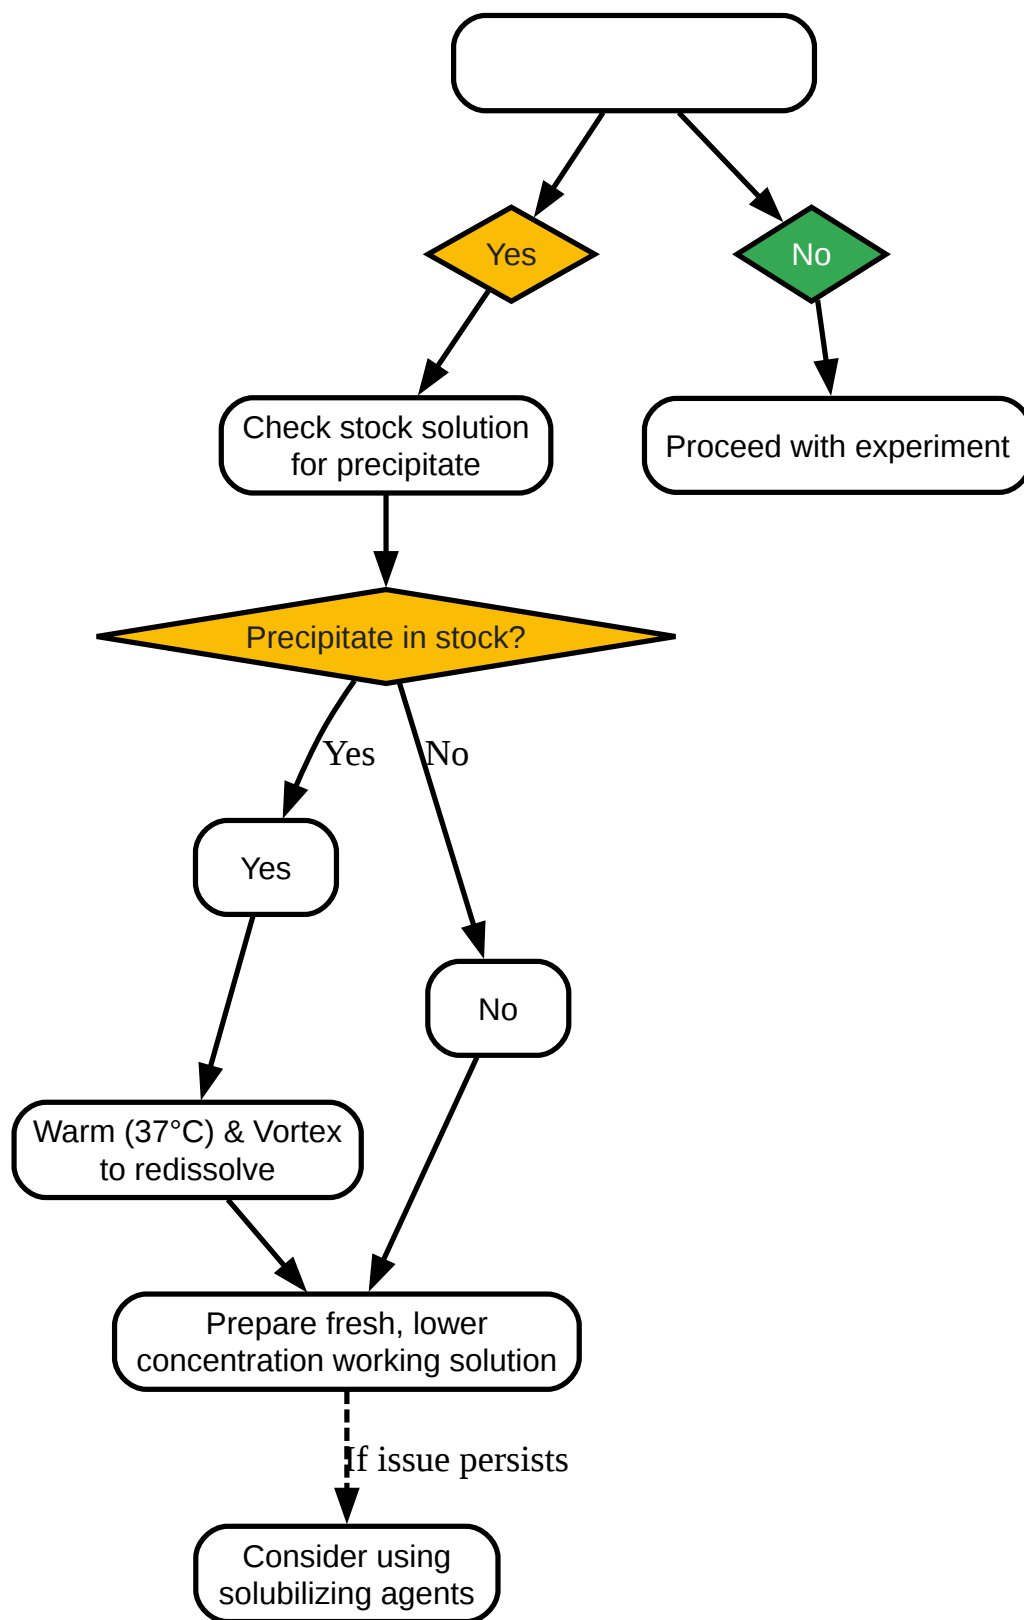 Yes
No
Check stock solution
for precipitate
Proceed with experiment
Precipitate in stock?
Yes
No
Yes
No
Warm (37°C) & Vortex
to redissolve
Prepare fresh, lower
concentration working solution
If issue persists
Consider using
solubilizing agents